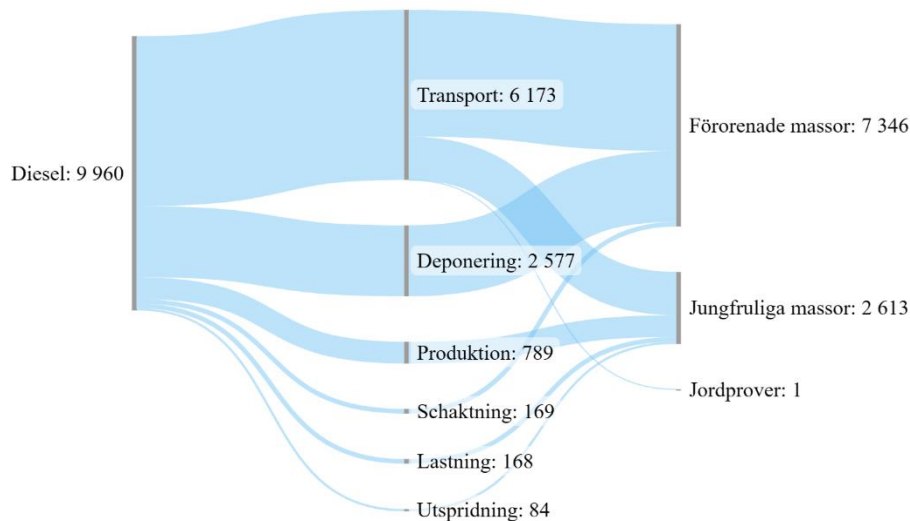 Diesel: 9 960
Transport: 6 173
Deponering: 2 577
Produktion: 789
Schaktning: 169
Lastning: 168
Utspridning: 84
Förorenade massor: 7 346
Jungfruliga massor: 2 613
Jordprover: 1